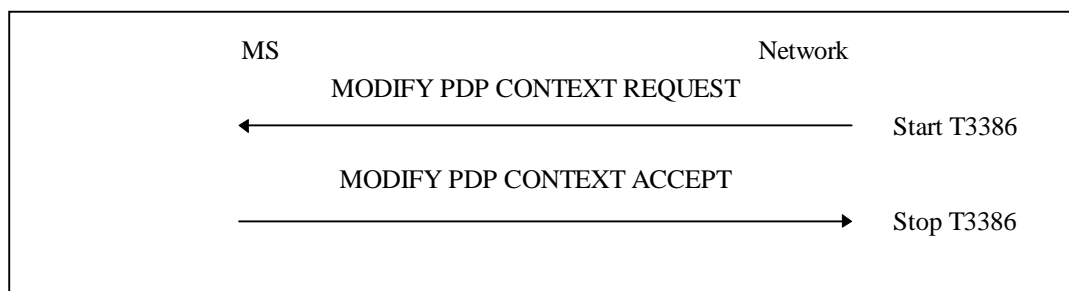 MS Network
MODIFY PDP CONTEXT REQUEST
Start T3386
MODIFY PDP CONTEXT ACCEPT
Stop T3386